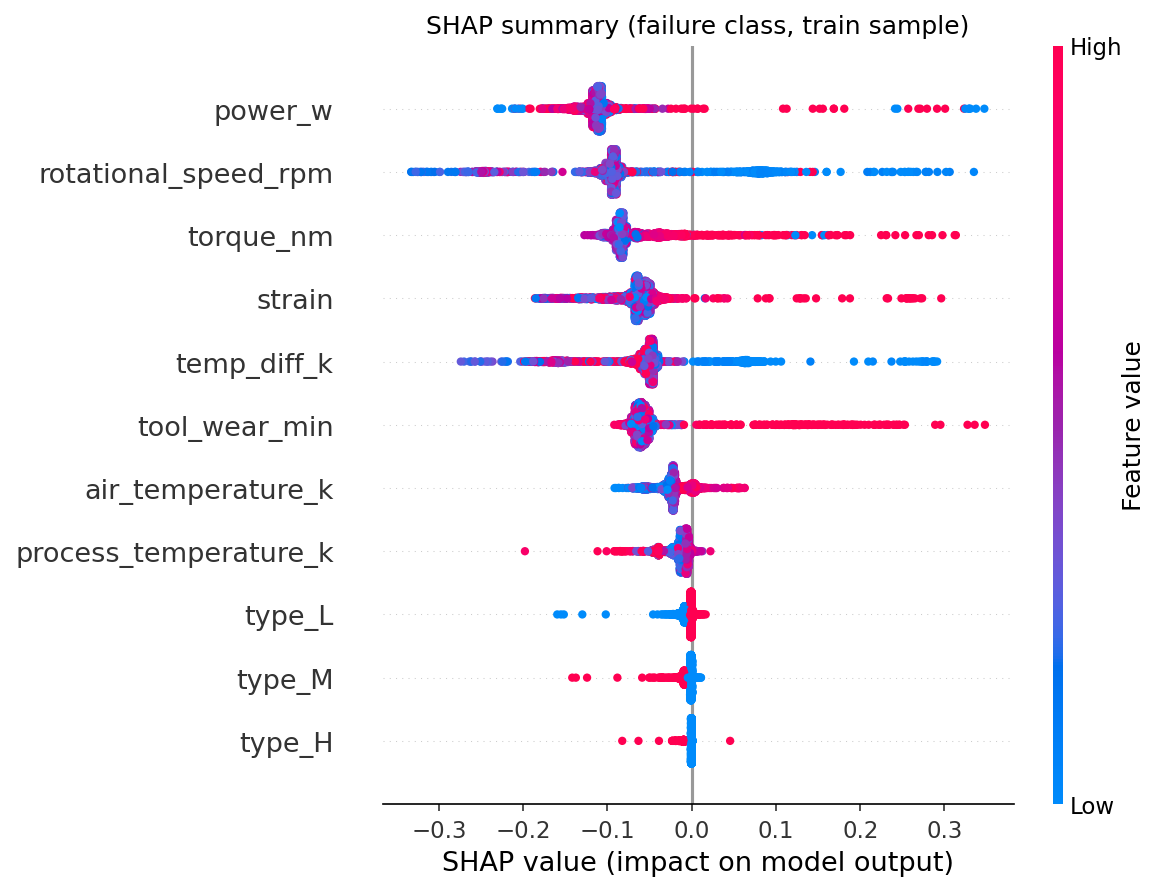 SHAP summary (failure class, train sample)
High
power_w
rotational_speed_rpm
torque_nm
strain
temp_diff_k
tool_wear_min
air_temperature_k
process_temperature_k
type_L
type_M
type_H
Feature value
Low
−0.3 −0.2 −0.1 0.0 0.1 0.2 0.3
SHAP value (impact on model output)